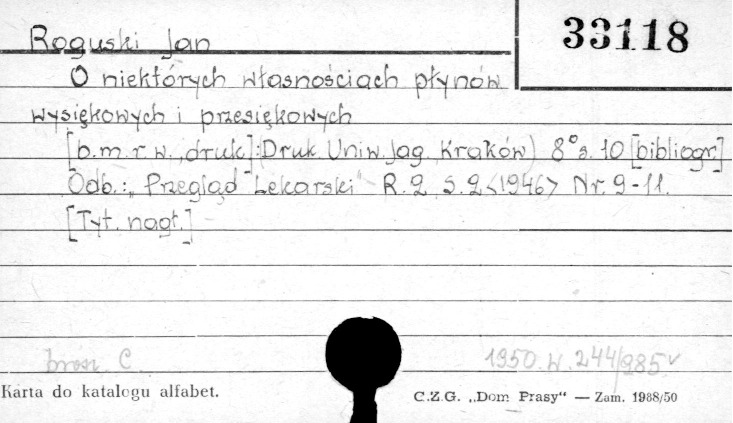 33118
Roguski Jan
O niektórych własnościach płynów
wysiękowych i przesiękowych
[b.m.r.w., druk]: Druk Uniw. Jag. Kraków) 8° s. 10 [bibliogr.]
Odb.: „Przegląd Lekarski" R. 2 S. 2 <1946> Nr. 9-11.
[Tyt. nagł.]
brosz. C
1950. W. 244/985
Karta do katalogu alfabet.
C.Z.G. „Dom Prasy" — Zam. 1988/50